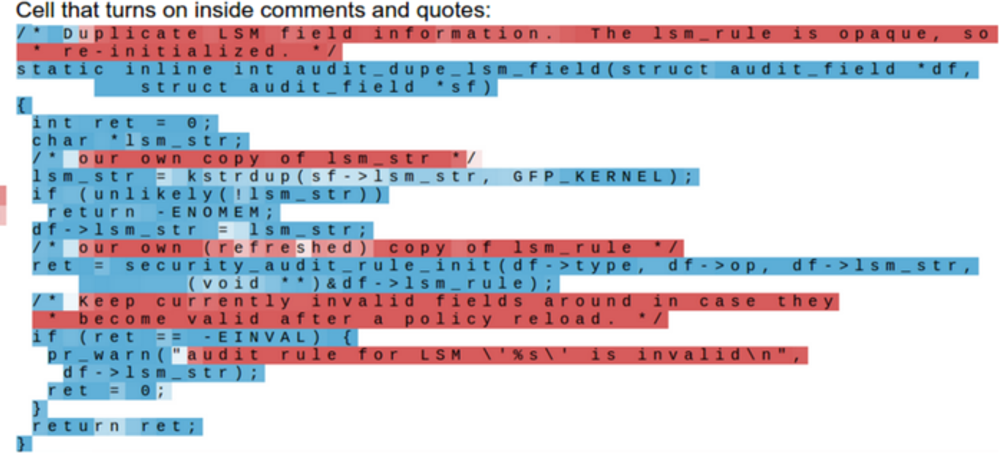 Cell that turns on inside comments and quotes:
/* Duplicate LSM field information. The lsm_rule is opaque, so
 * re-initialized. */
static inline int audit_dupe_lsm_field(struct audit_field *df,
        struct audit_field *sf)
{
 int ret = 0;
 char *lsm_str;
 /* our own copy of lsm_str */
 lsm_str = kstrdup(sf->lsm_str, GFP_KERNEL);
 if (unlikely(!lsm_str))
  return -ENOMEM;
 df->lsm_str = lsm_str;
 /* our own (refreshed) copy of lsm_rule */
 ret = security_audit_rule_init(df->type, df->op, df->lsm_str,
           (void **)&df->lsm_rule);
 /* Keep currently invalid fields around in case they
  * become valid after a policy reload. */
 if (ret == -EINVAL) {
  pr_warn("audit rule for LSM \'%s\' is invalid\n",
   df->lsm_str);
  ret = 0;
 }
 return ret;
}